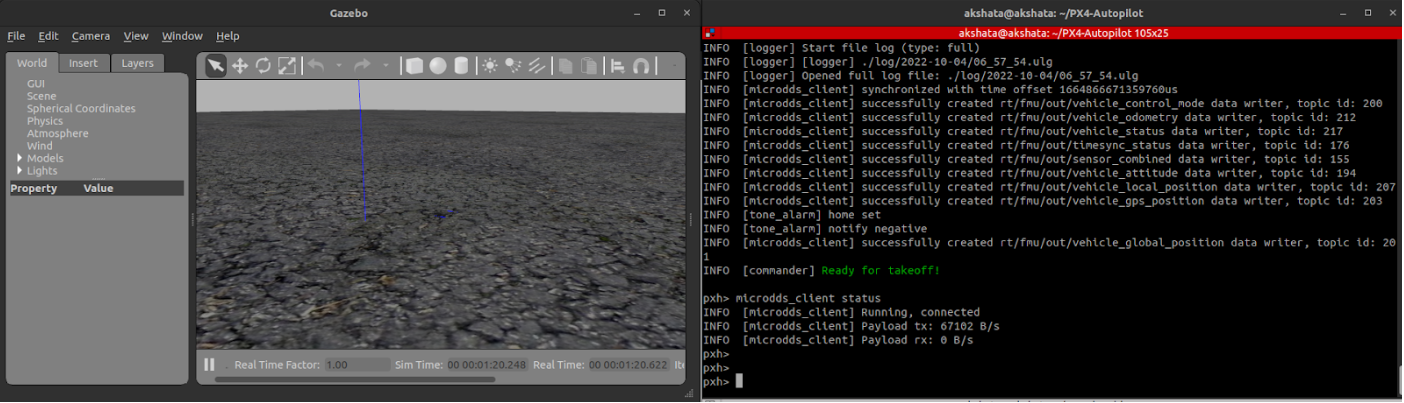 Gazebo
File Edit Camera View Window Help
World Insert Layers
GUI
Scene
Spherical Coordinates
Physics
Atmosphere
Wind
Models
Lights
Property Value
Real Time Factor: 1.00 Sim Time: 00 00:01:20.248 Real Time: 00 00:01:20.622 Ite
akshata@akshata: ~/PX4-Autopilot
akshata@akshata: ~/PX4-Autopilot 105x25
INFO [logger] Start file log (type: full)
INFO [logger] [logger] ./log/2022-10-04/06_57_54.ulg
INFO [logger] Opened full log file: ./log/2022-10-04/06_57_54.ulg
INFO [microdds_client] synchronized with time offset 1664866671359760us
INFO [microdds_client] successfully created rt/fmu/out/vehicle_control_mode data writer, topic id: 200
INFO [microdds_client] successfully created rt/fmu/out/vehicle_odometry data writer, topic id: 212
INFO [microdds_client] successfully created rt/fmu/out/vehicle_status data writer, topic id: 217
INFO [microdds_client] successfully created rt/fmu/out/timesync_status data writer, topic id: 176
INFO [microdds_client] successfully created rt/fmu/out/sensor_combined data writer, topic id: 155
INFO [microdds_client] successfully created rt/fmu/out/vehicle_attitude data writer, topic id: 194
INFO [microdds_client] successfully created rt/fmu/out/vehicle_local_position data writer, topic id: 207
INFO [microdds_client] successfully created rt/fmu/out/vehicle_gps_position data writer, topic id: 203
INFO [tone_alarm] home set
INFO [tone_alarm] notify negative
INFO [microdds_client] successfully created rt/fmu/out/vehicle_global_position data writer, topic id: 20
1
INFO [commander] Ready for takeoff!
pxh> microdds_client status
INFO [microdds_client] Running, connected
INFO [microdds_client] Payload tx: 67102 B/s
INFO [microdds_client] Payload rx: 0 B/s
pxh>
pxh>
pxh>